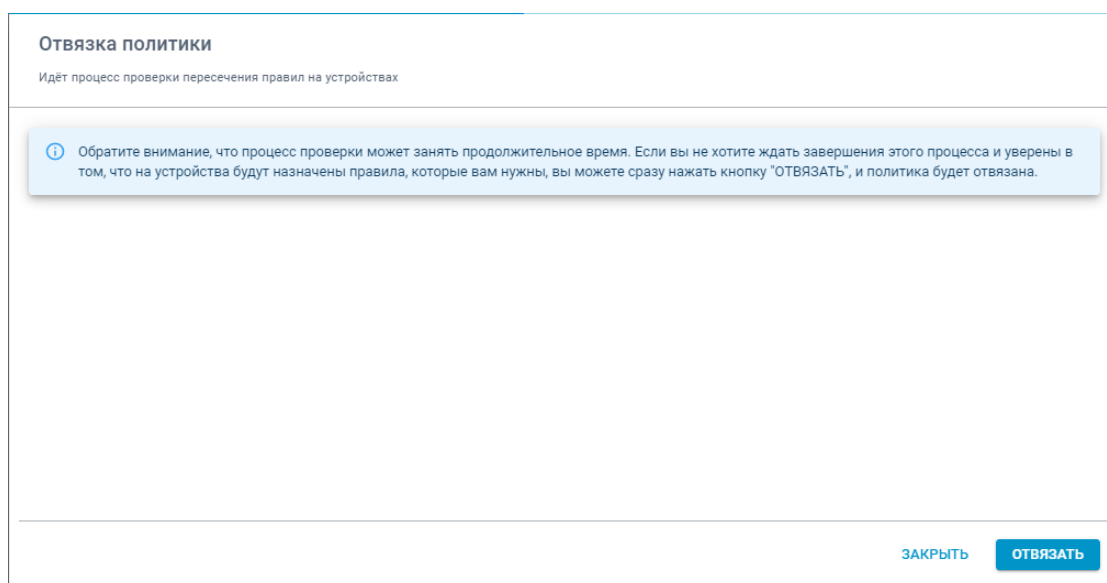 Отвязка политики
Идёт процесс проверки пересечения правил на устройствах
Обратите внимание, что процесс проверки может занять продолжительное время. Если вы не хотите ждать завершения этого процесса и уверены в
том, что на устройства будут назначены правила, которые вам нужны, вы можете сразу нажать кнопку "ОТВЯЗАТЬ", и политика будет отвязана.
ЗАКРЫТЬ ОТВЯЗАТЬ